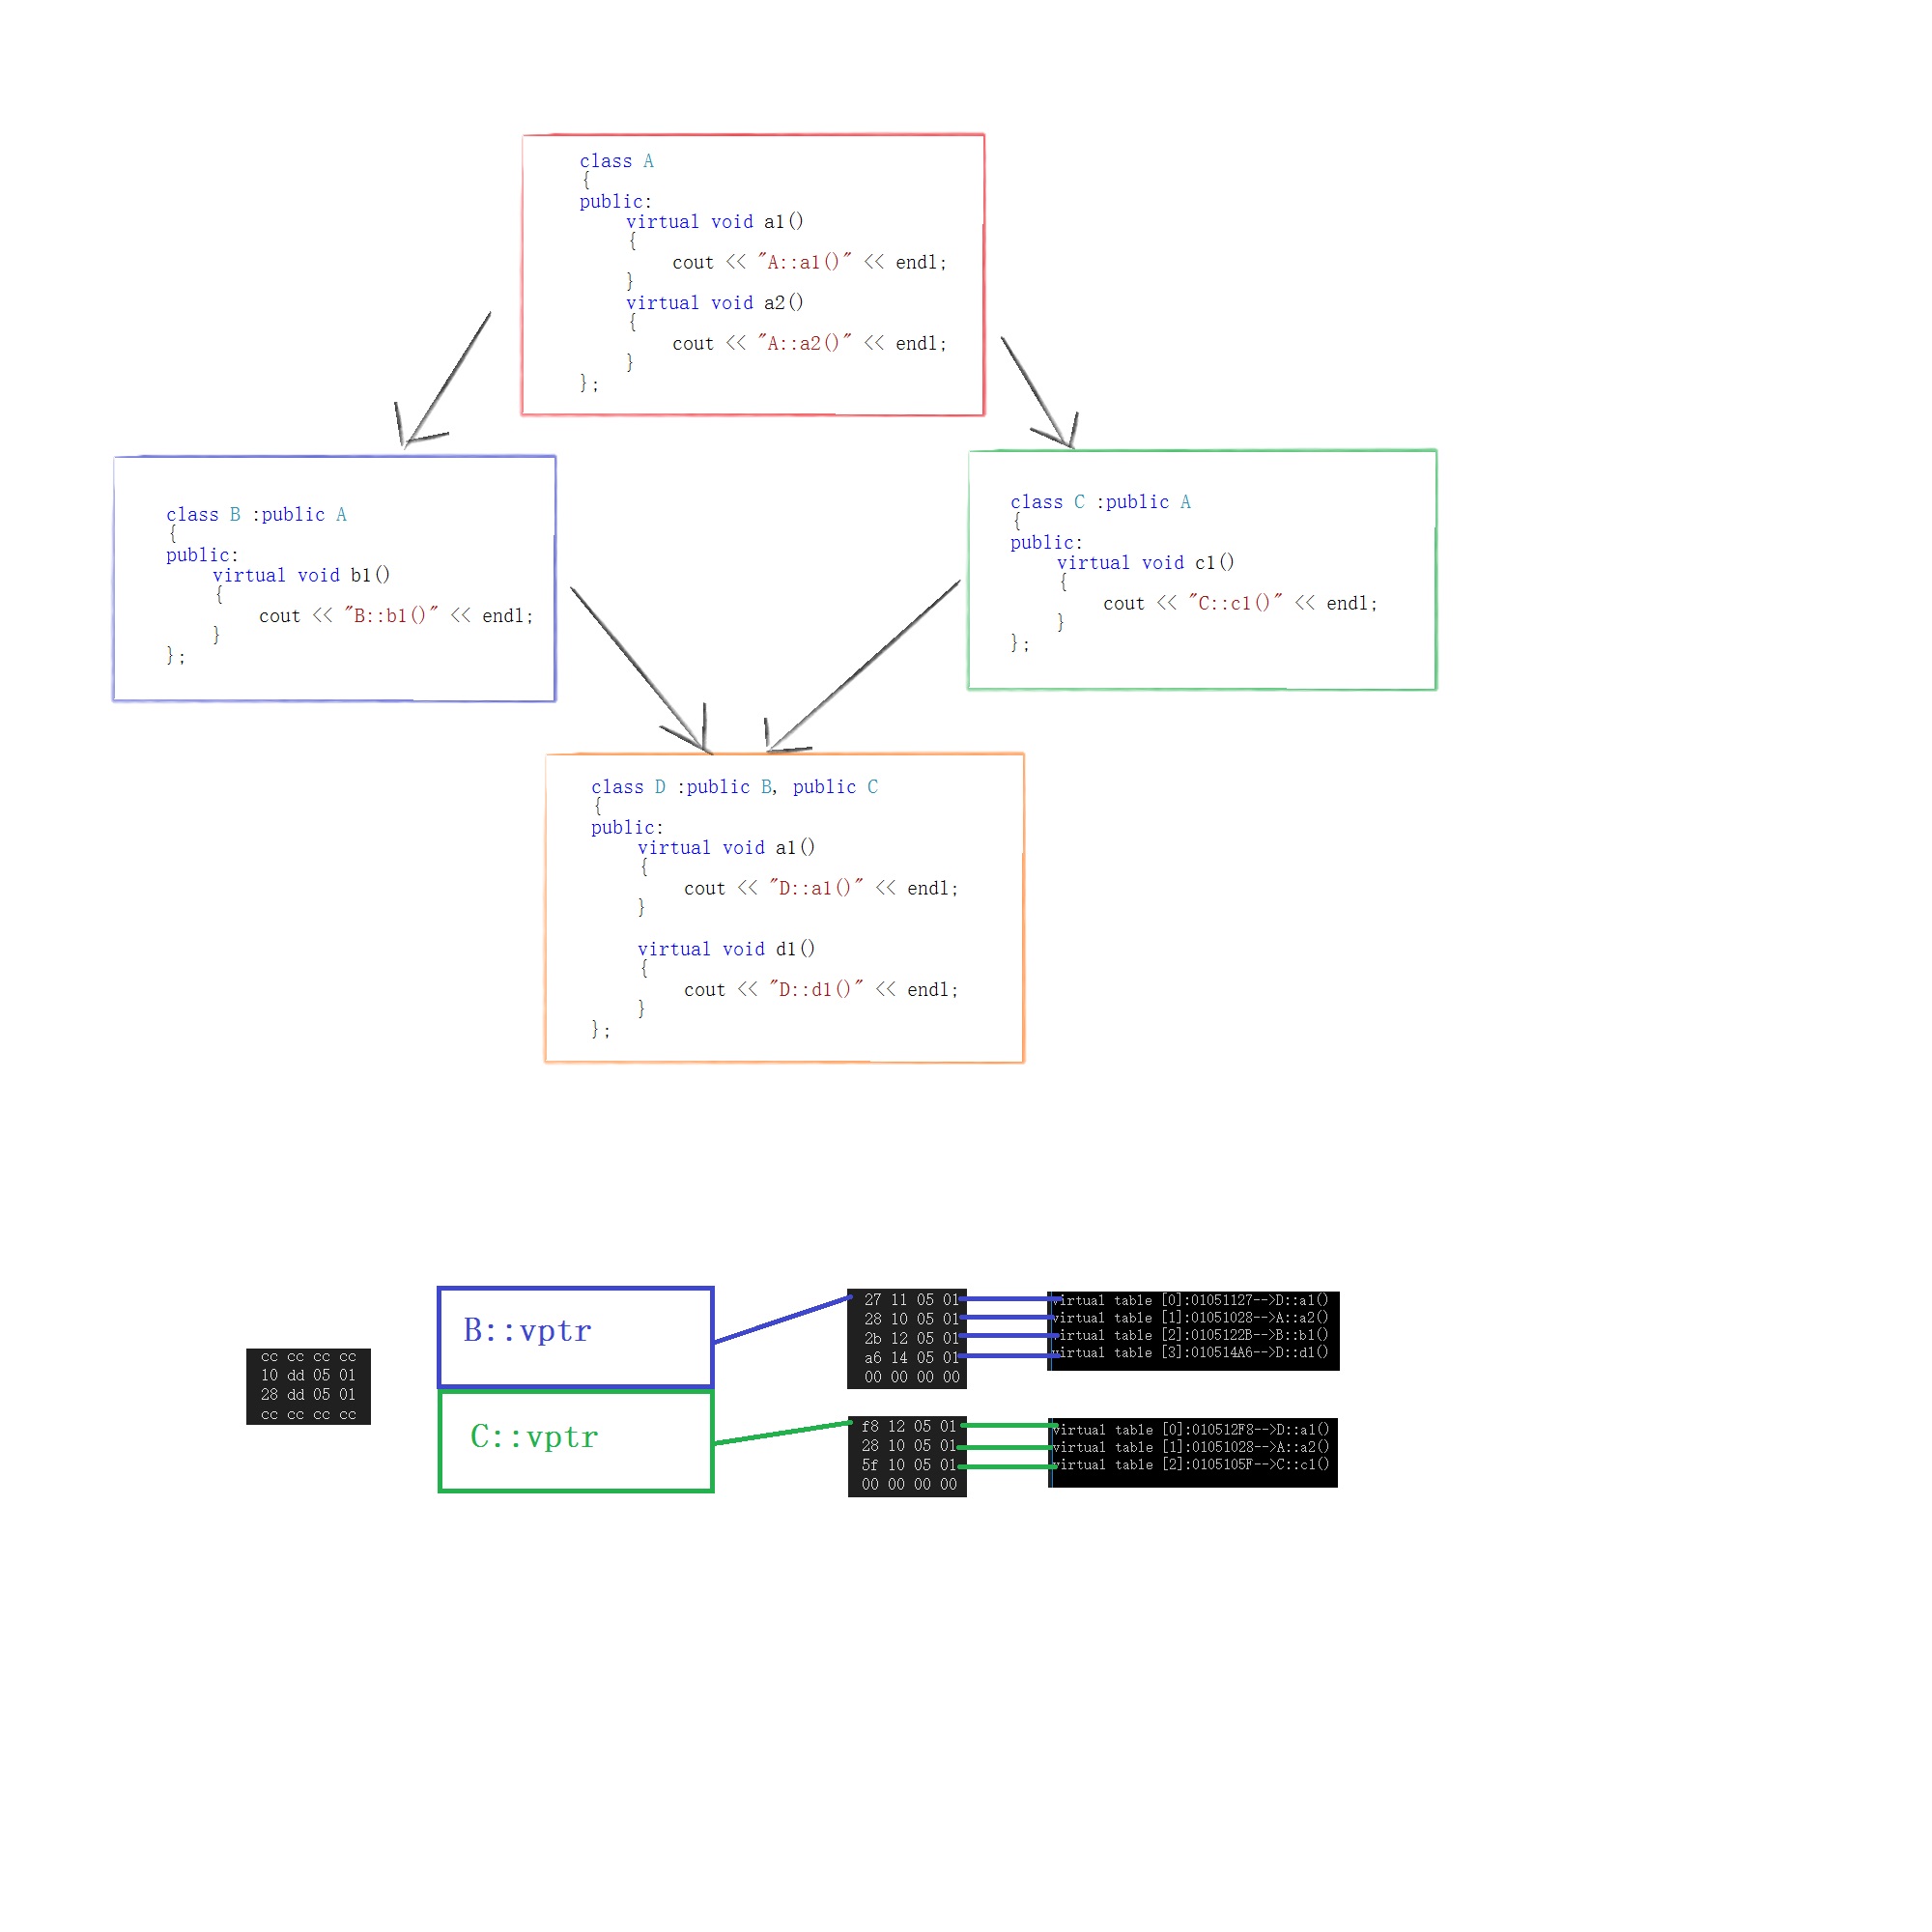 class A
{
public:
virtual void a1()
{
cout << "A::a1()" << endl;
}
virtual void a2()
{
cout << "A::a2()" << endl;
}
};
class B :public A
{
public:
virtual void b1()
{
cout << "B::b1()" << endl;
}
};
class C :public A
{
public:
virtual void c1()
{
cout << "C::c1()" << endl;
}
};
class D :public B, public C
{
public:
virtual void a1()
{
cout << "D::a1()" << endl;
}
virtual void d1()
{
cout << "D::d1()" << endl;
}
};
cc cc cc cc
10 dd 05 01
28 dd 05 01
cc cc cc cc
B::vptr
C::vptr
27 11 05 01
28 10 05 01
2b 12 05 01
a6 14 05 01
00 00 00 00
virtual table [0]:01051127-->D::a1()
virtual table [1]:01051028-->A::a2()
virtual table [2]:0105122B-->B::b1()
virtual table [3]:010514A6-->D::d1()
f8 12 05 01
28 10 05 01
5f 10 05 01
00 00 00 00
virtual table [0]:010512F8-->D::a1()
virtual table [1]:01051028-->A::a2()
virtual table [2]:0105105F-->C::c1()